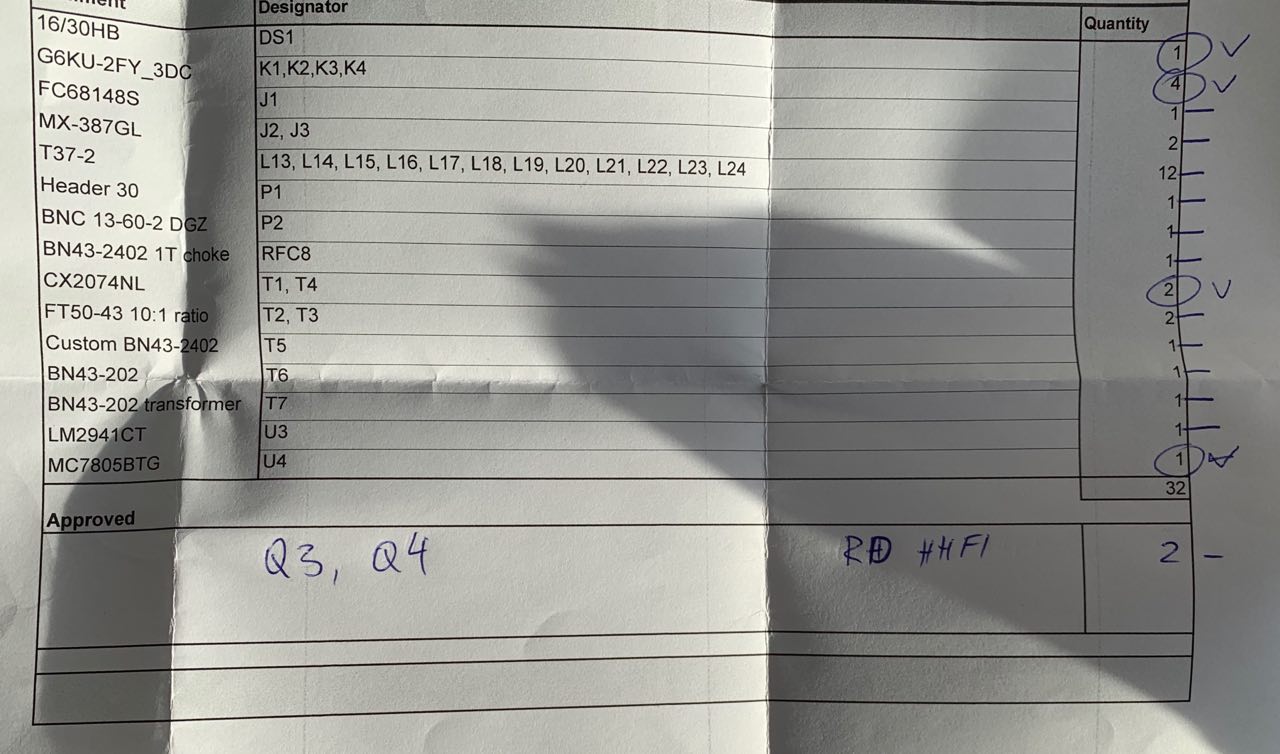 Designator Quantity
16/30HB DS1 1
G6KU-2FY_3DC K1,K2,K3,K4 4
FC68148S J1 1
MX-387GL J2, J3 2
T37-2 L13, L14, L15, L16, L17, L18, L19, L20, L21, L22, L23, L24 12
Header 30 P1 1
BNC 13-60-2 DGZ P2 1
BN43-2402 1T choke RFC8 1
CX2074NL T1, T4 2
FT50-43 10:1 ratio T2, T3 2
Custom BN43-2402 T5 1
BN43-202 T6 1
BN43-202 transformer T7 1
LM2941CT U3 1
MC7805BTG U4 1
32
Approved
Q3, Q4 RD HHF1 2 -